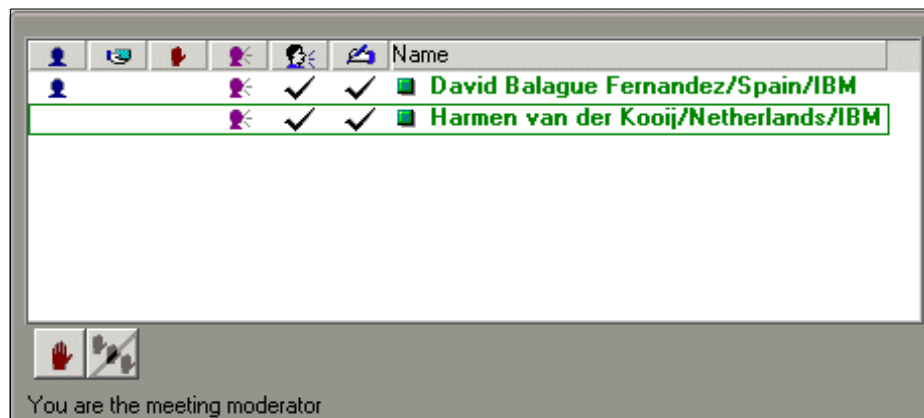 Name
David Balague Fernandez/Spain/IBM
Harmen van der Kooij/Netherlands/IBM
You are the meeting moderator